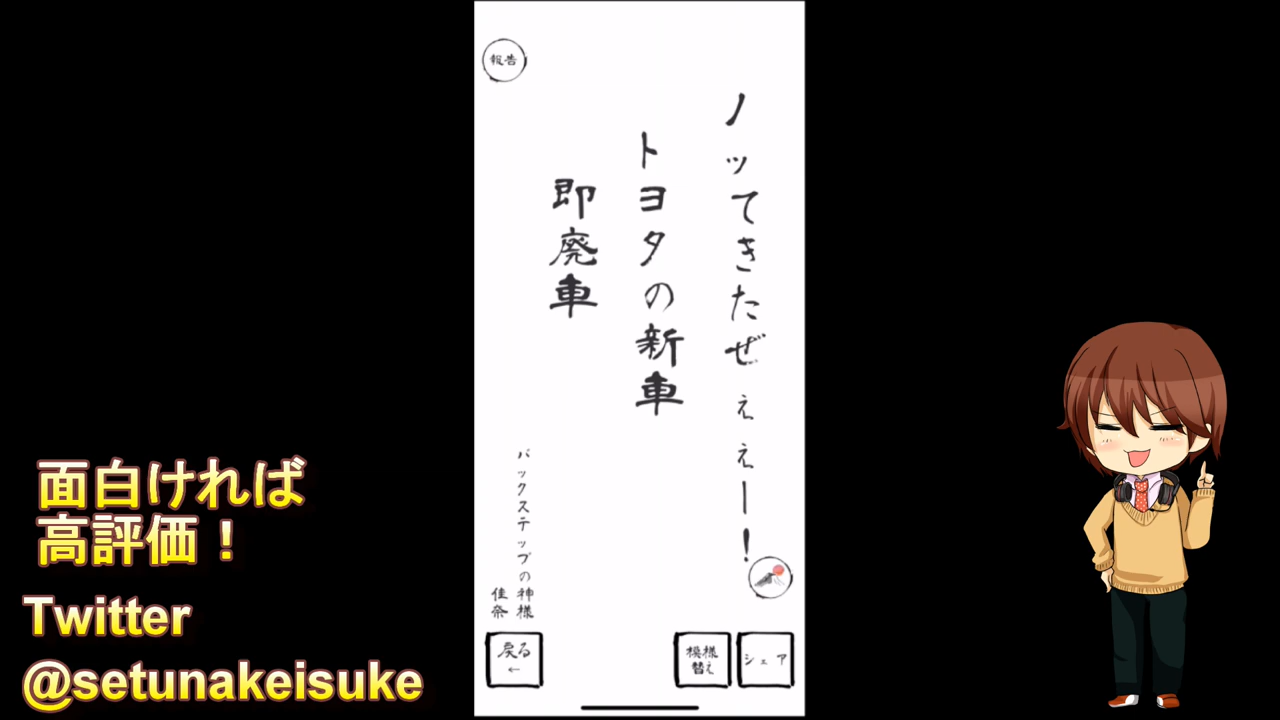 報告
ノッてきたぜぇぇー!
トヨタの新車
即廃車
バックステップの神様
佳奈
戻る
←
模様
替え
シェア
面白ければ
高評価！
Twitter
@setunakeisuke